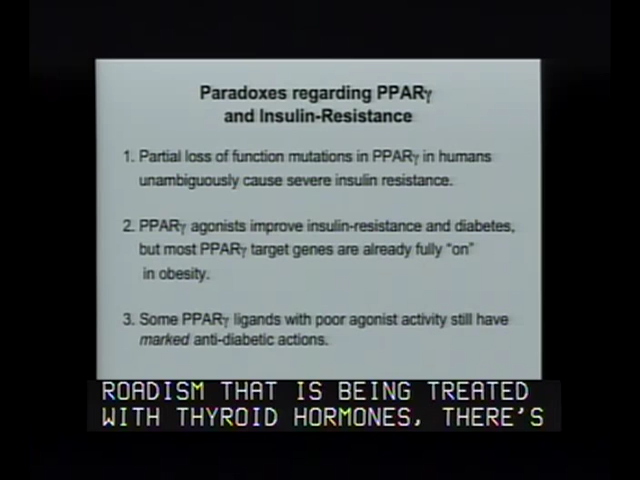 Paradoxes regarding PPARγ
and Insulin-Resistance
1. Partial loss of function mutations in PPARγ in humans
unambiguously cause severe insulin resistance.
2. PPARγ agonists improve insulin-resistance and diabetes,
but most PPARγ target genes are already fully “on”
in obesity.
3. Some PPARγ ligands with poor agonist activity still have
marked anti-diabetic actions.
ROADISM THAT IS BEING TREATED
WITH THYROID HORMONES, THERE'S